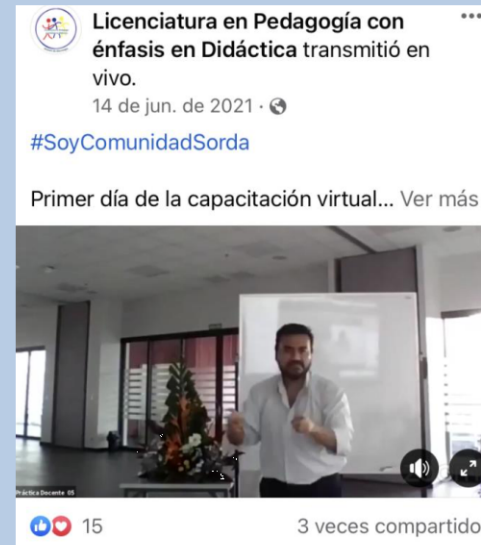 Licenciatura en Pedagogía con
énfasis en Didáctica transmitió en
vivo.
14 de jun. de 2021 ·
#SoyComunidadSorda
Primer día de la capacitación virtual... Ver más
Práctica Docente 05
15
3 veces compartido